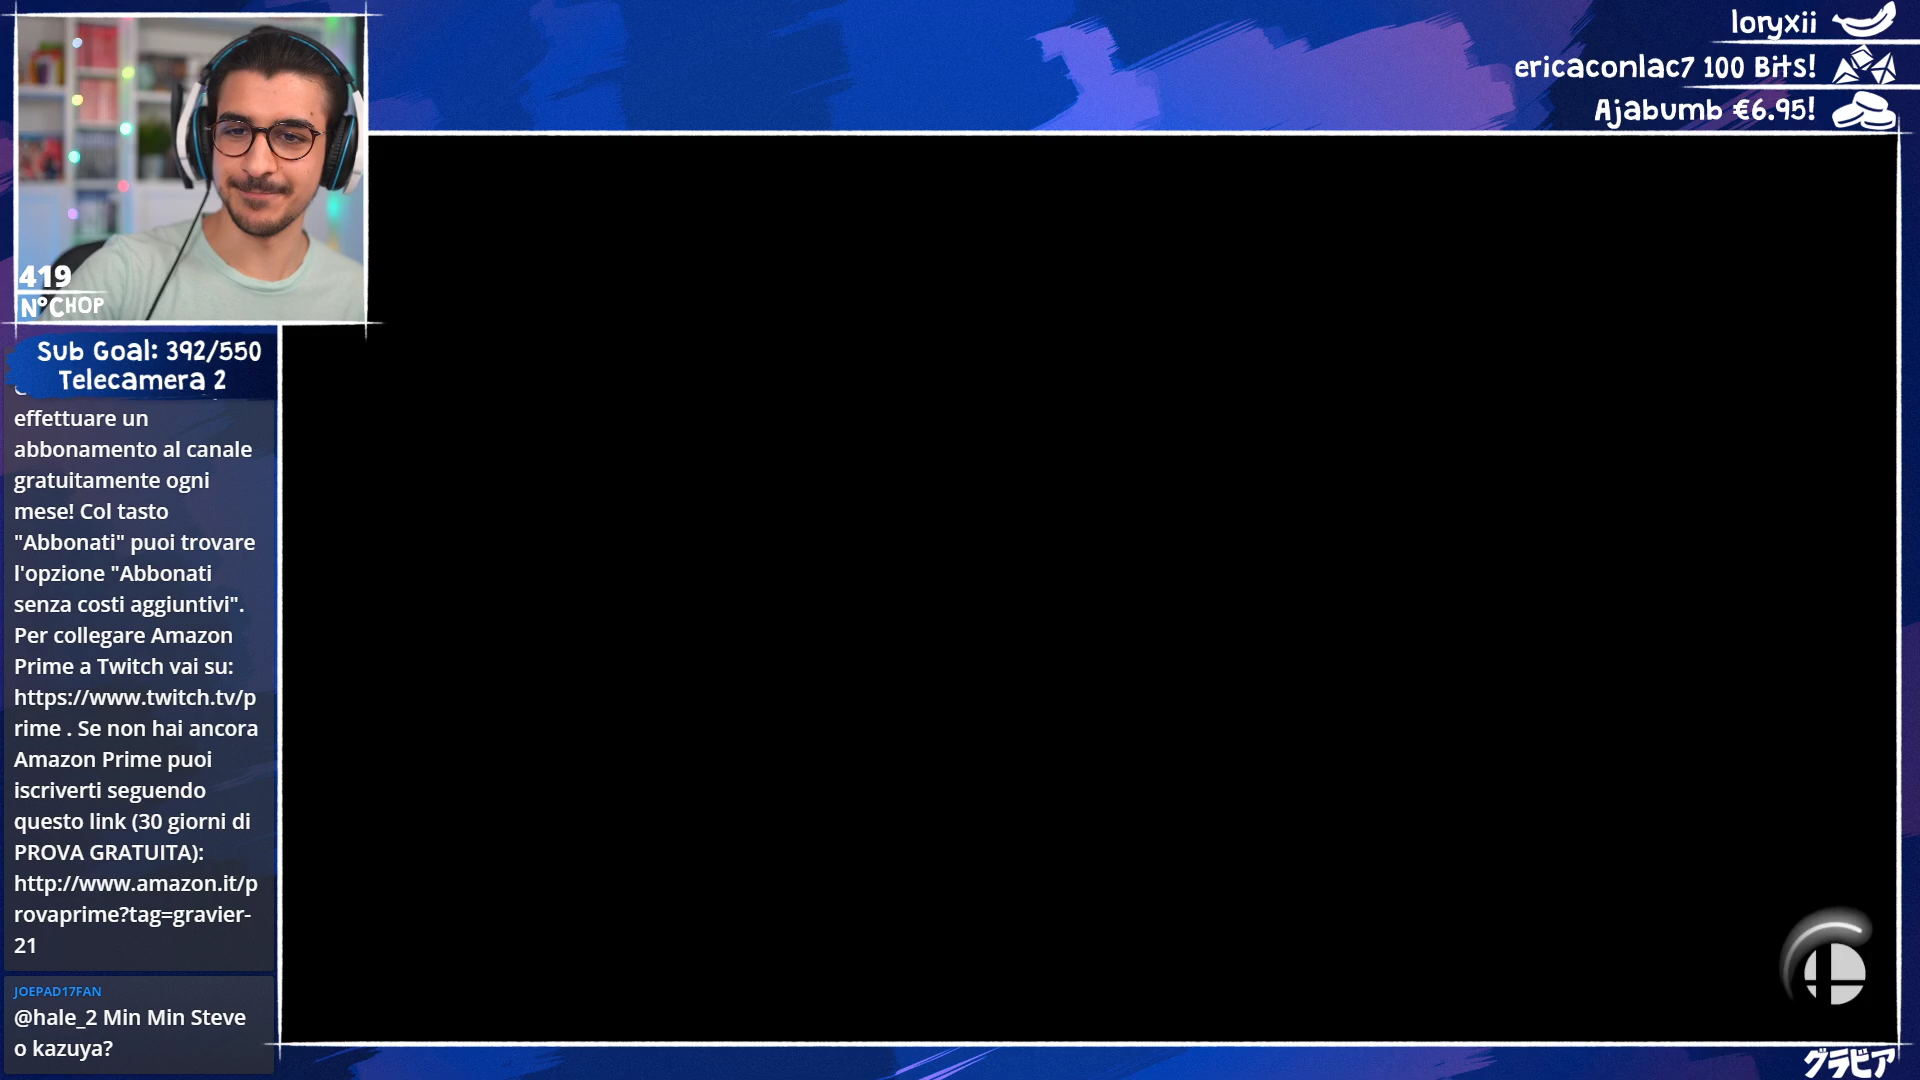 loryxii
ericaconlac7 100 Bits!
Ajabumb €6.95!
419
N°CHOP
Sub Goal: 392/550
Telecamera 2
effettuare un
abbonamento al canale
gratuitamente ogni
mese! Col tasto
"Abbonati" puoi trovare
l'opzione "Abbonati
senza costi aggiuntivi".
Per collegare Amazon
Prime a Twitch vai su:
https://www.twitch.tv/p
rime . Se non hai ancora
Amazon Prime puoi
iscriverti seguendo
questo link (30 giorni di
PROVA GRATUITA):
http://www.amazon.it/p
rovaprime?tag=gravier-
21
JOEPAD17FAN
@hale_2 Min Min Steve
o kazuya?
グラビア